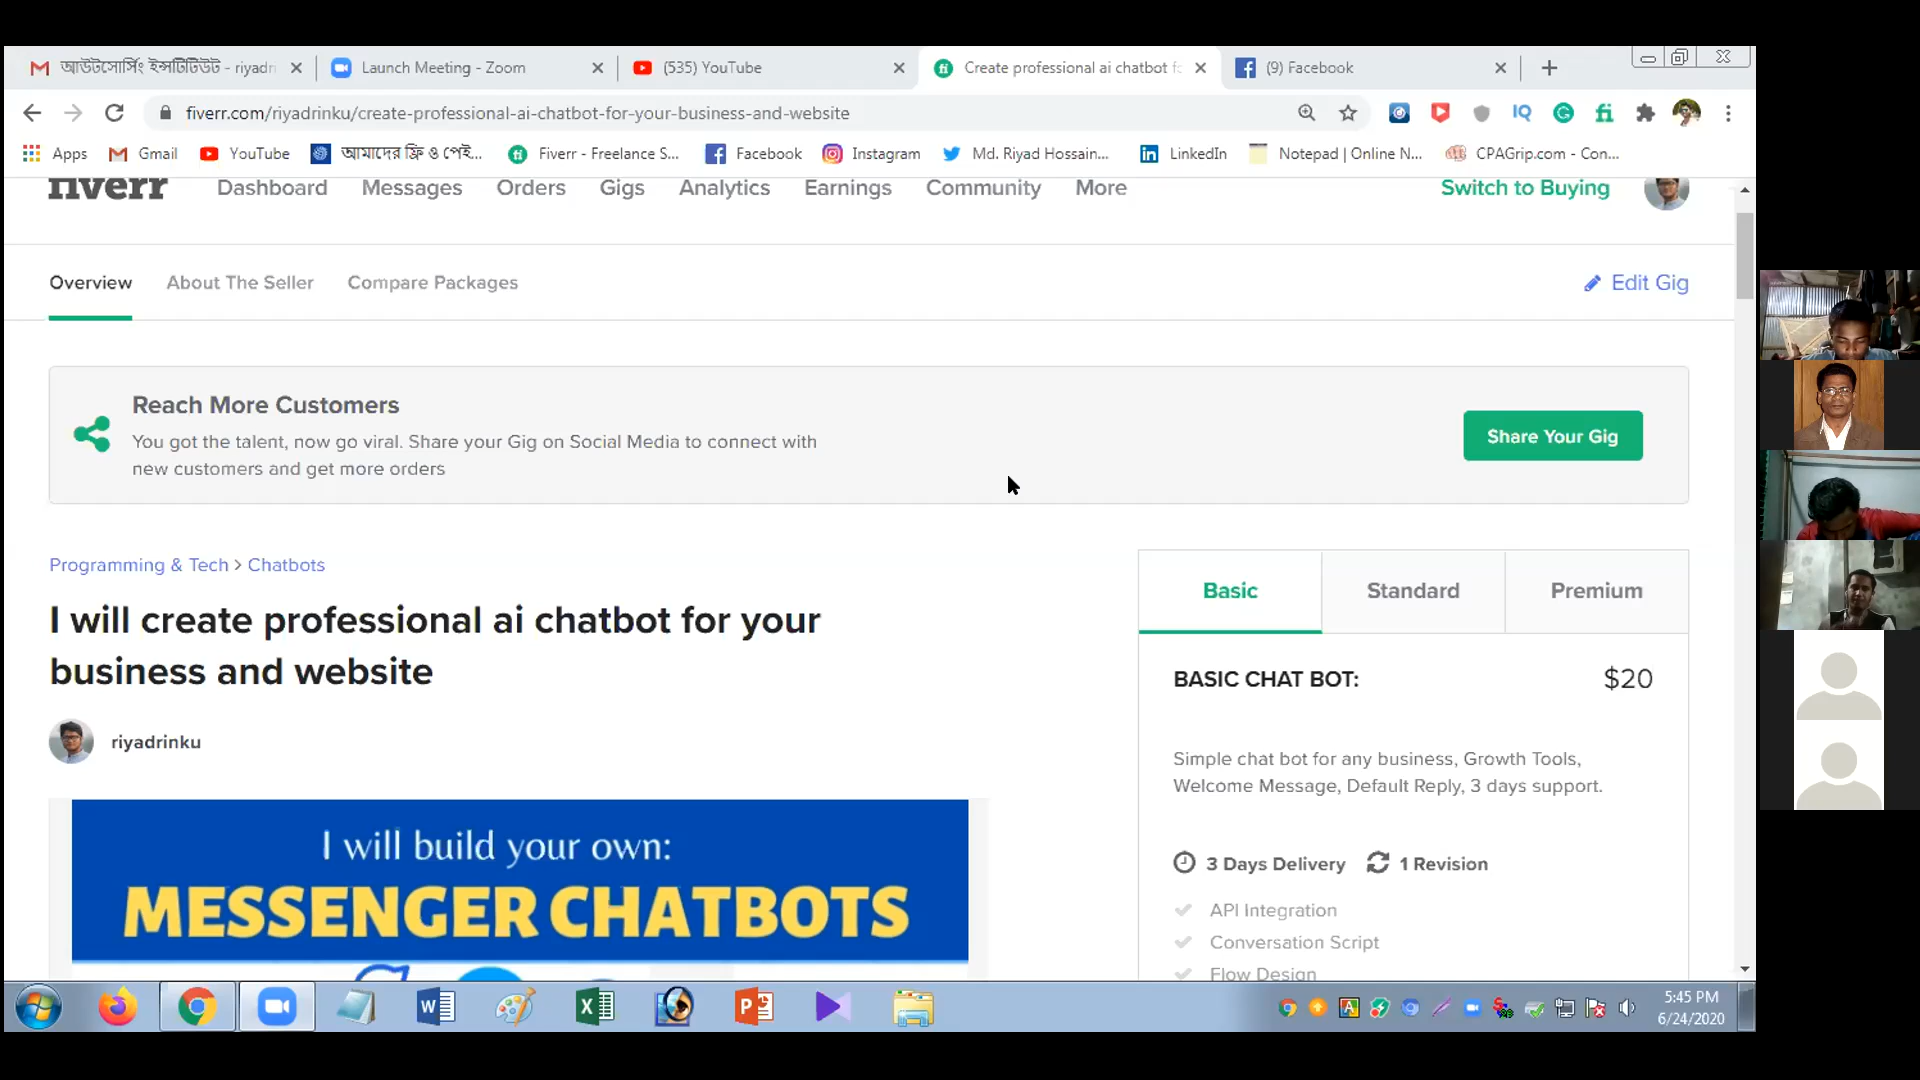 আউটসোর্সিং ইন্সটিটিউট - riyadri
Launch Meeting - Zoom
(535) YouTube
Create professional ai chatbot fo
(9) Facebook
fiverr.com/riyadrinku/create-professional-ai-chatbot-for-your-business-and-website
Apps
Gmail
YouTube
আমাদের ফ্রি ও পেই...
Fiverr - Freelance S...
Facebook
Instagram
Md. Riyad Hossain...
LinkedIn
Notepad | Online N...
CPAGrip.com - Con...
fiverr
Dashboard
Messages
Orders
Gigs
Analytics
Earnings
Community
More
Switch to Buying
Overview
About The Seller
Compare Packages
Edit Gig
Reach More Customers
You got the talent, now go viral. Share your Gig on Social Media to connect with
new customers and get more orders
Share Your Gig
Programming & Tech > Chatbots
I will create professional ai chatbot for your
business and website
riyadrinku
I will build your own:
MESSENGER CHATBOTS
Basic
Standard
Premium
BASIC CHAT BOT:
$20
Simple chat bot for any business, Growth Tools,
Welcome Message, Default Reply, 3 days support.
3 Days Delivery
1 Revision
API Integration
Conversation Script
Flow Design
5:45 PM
6/24/2020